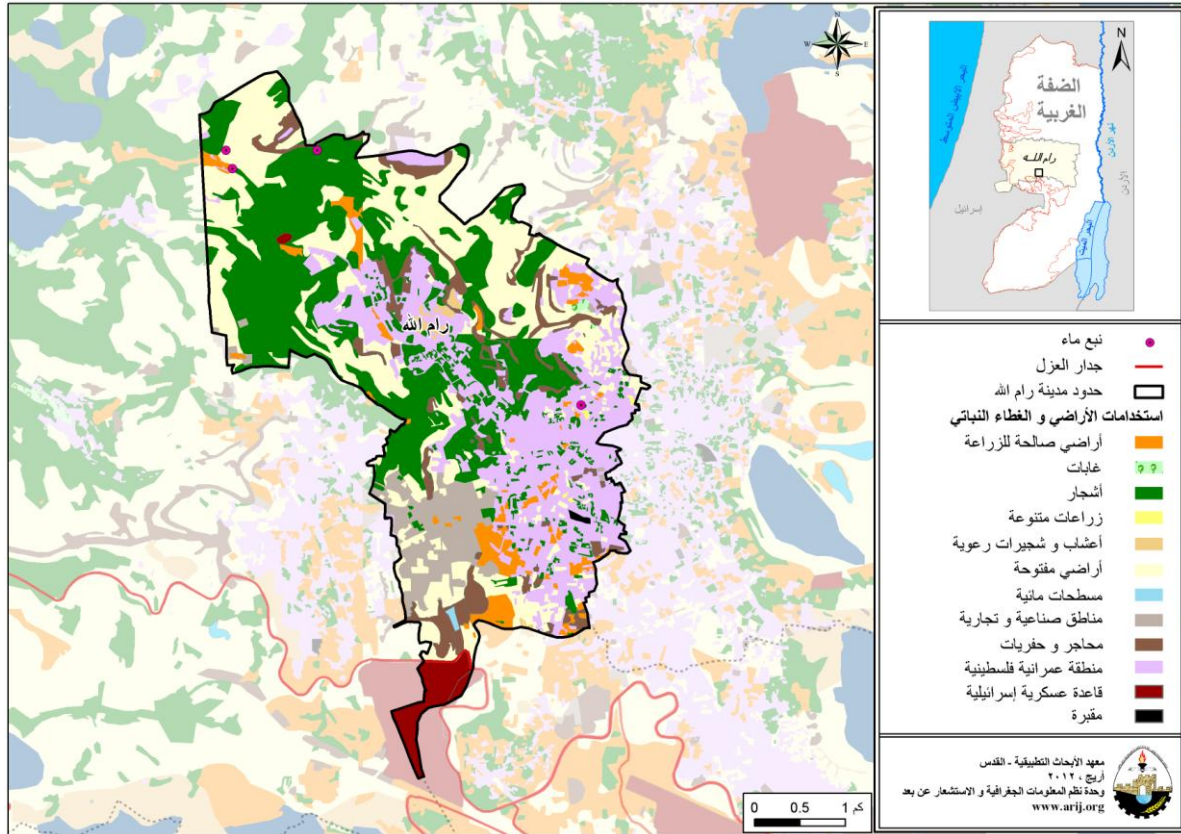 N
W
E
S
رام الله
0 0.5 1 كم
N
البحر الأبيض المتوسط
الضفة
الغربية
نهر الأردن
رام الله
الأردن
إسرائيل
البحر الميت
نبع ماء
جدار العزل
حدود مدينة رام الله
استخدامات الأراضي و الغطاء النباتي
أراضي صالحة للزراعة
غابات
أشجار
زراعات متنوعة
أعشاب و شجيرات رعوية
أراضي مفتوحة
مسطحات مائية
مناطق صناعية و تجارية
محاجر و حفريات
منطقة عمرانية فلسطينية
قاعدة عسكرية إسرائيلية
مقبرة
معهد الأبحاث التطبيقية - القدس
أريج ، ٢٠١٢
وحدة نظم المعلومات الجغرافية و الاستشعار عن بعد
www.arij.org